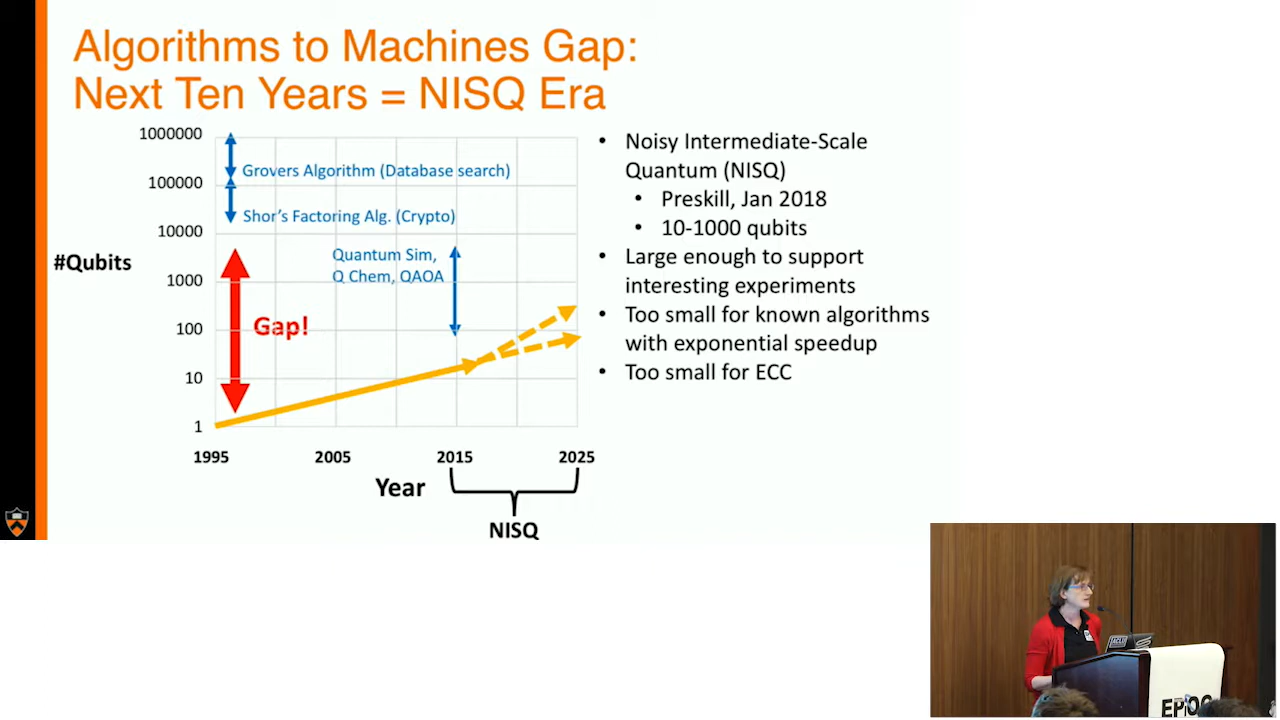 Algorithms to Machines Gap:
Next Ten Years = NISQ Era
1000000
100000
10000
1000
100
10
1
#Qubits
Grovers Algorithm (Database search)
Shor's Factoring Alg. (Crypto)
Quantum Sim,
Q Chem, QAOA
Gap!
1995
2005
2015
2025
Year
NISQ
• Noisy Intermediate-Scale
Quantum (NISQ)
• Preskill, Jan 2018
• 10-1000 qubits
• Large enough to support
interesting experiments
• Too small for known algorithms
with exponential speedup
• Too small for ECC